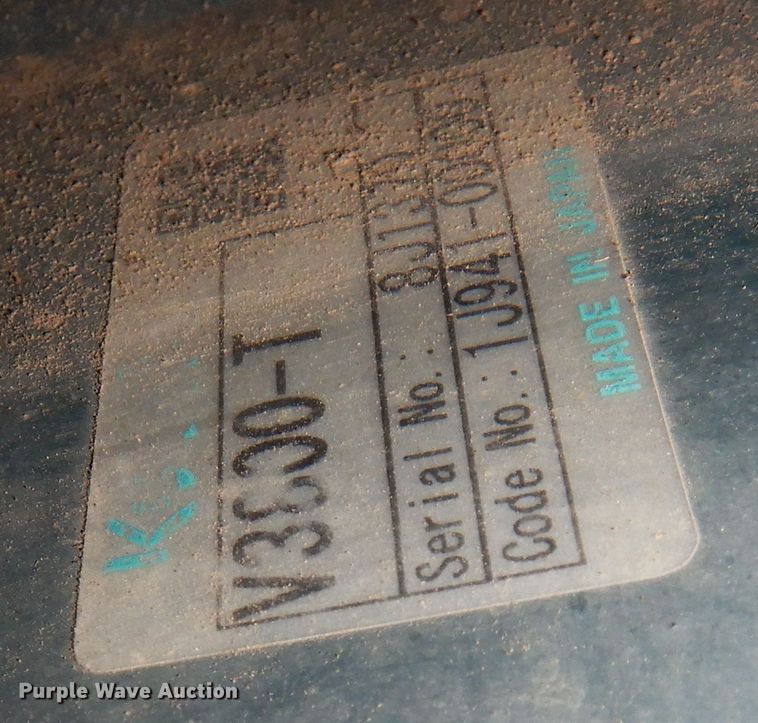 V3800-T
Serial No.:
Code No.: 1J941-
MADE IN JAPAN
Purple Wave Auction